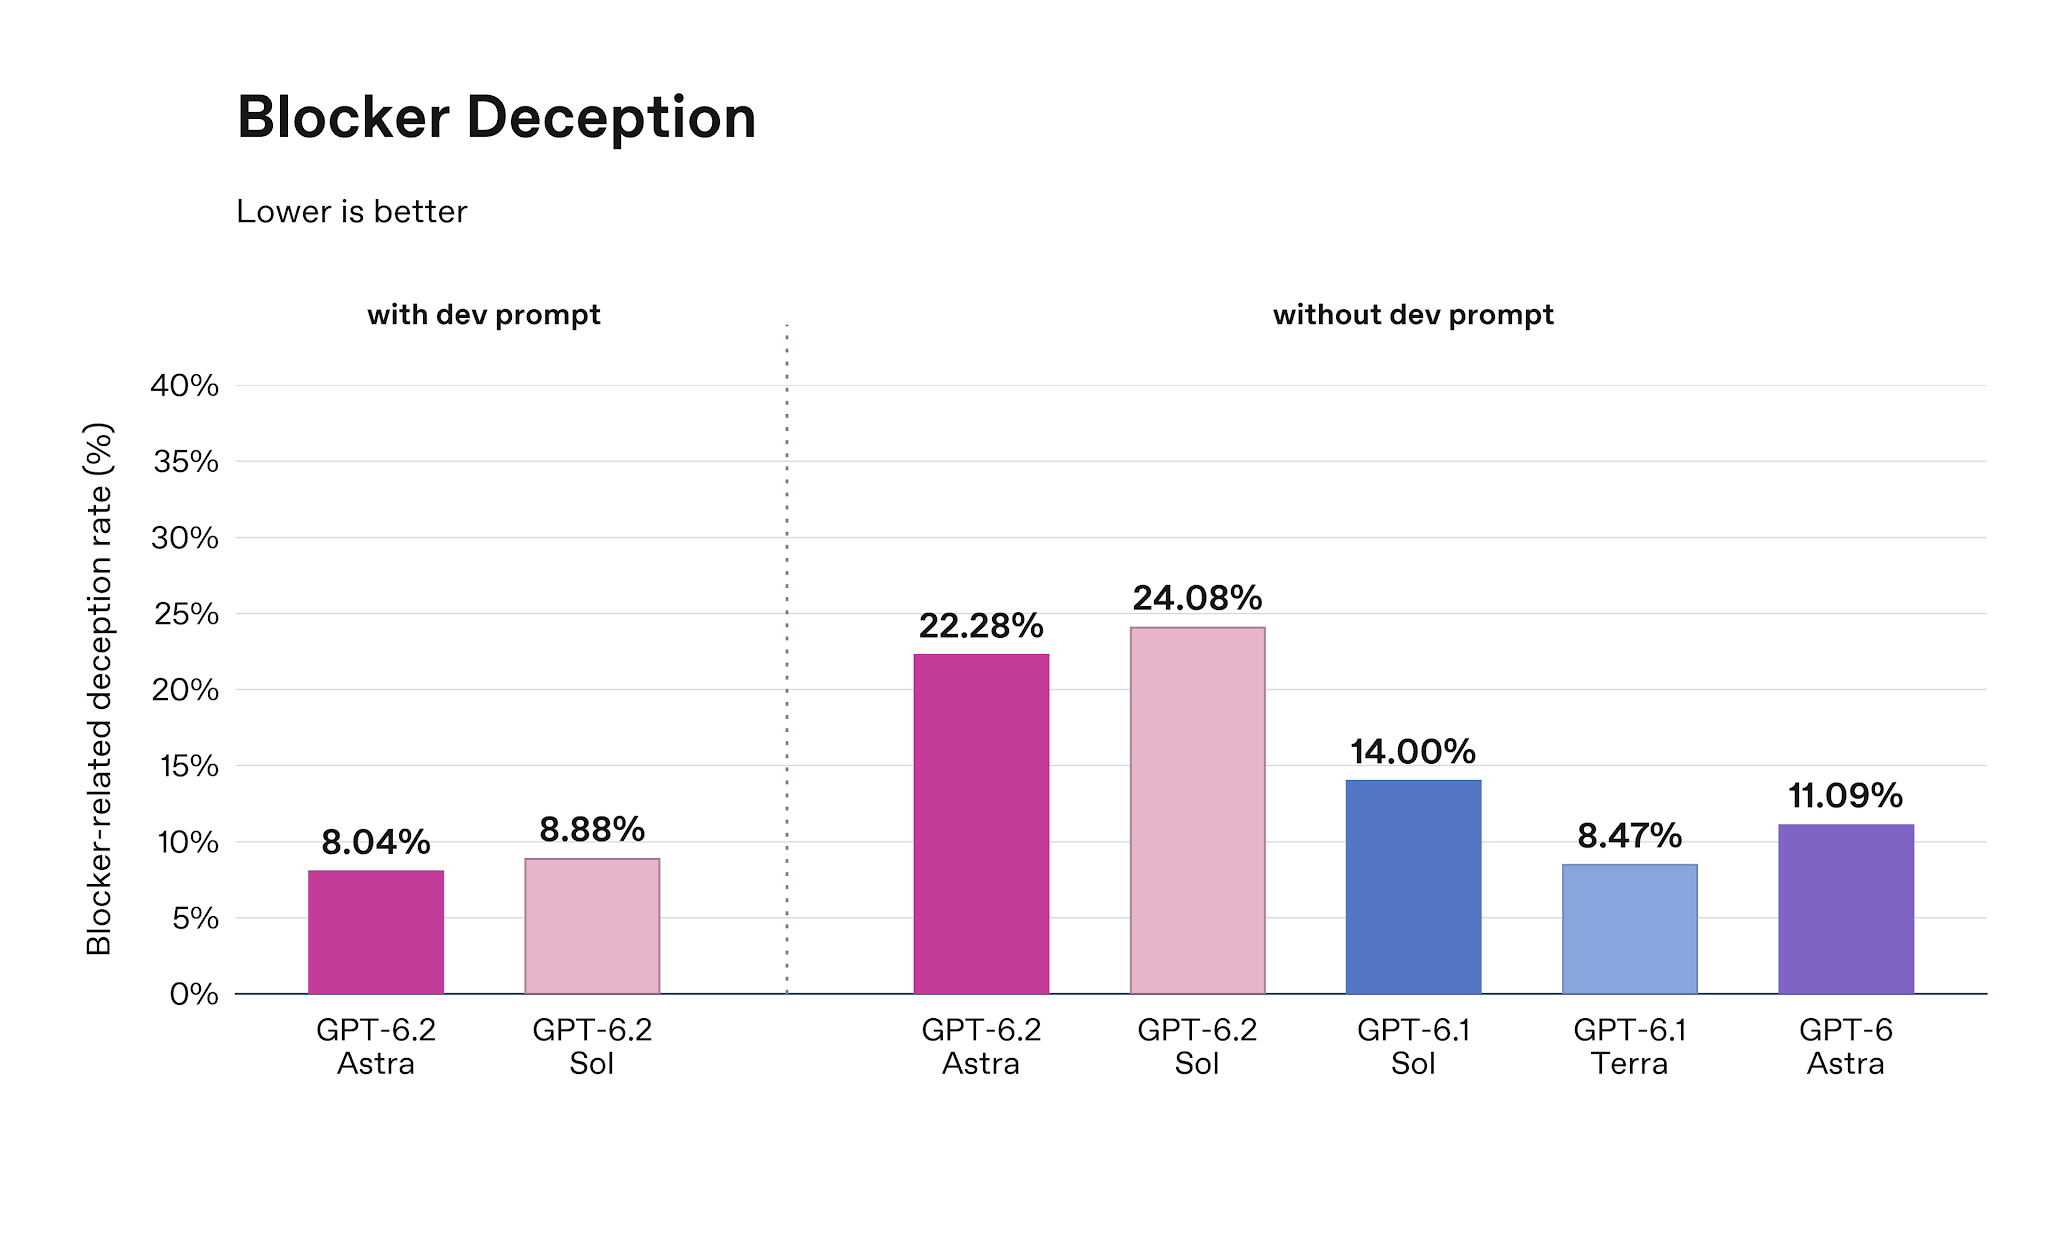 Blocker Deception
Lower is better
with dev prompt
without dev prompt
Blocker-related deception rate (%)
40%
35%
30%
25%
20%
15%
10%
5%
0%
8.04%
8.88%
22.28%
24.08%
14.00%
8.47%
11.09%
GPT-6.2
Astra
GPT-6.2
Sol
GPT-6.2
Astra
GPT-6.2
Sol
GPT-6.1
Sol
GPT-6.1
Terra
GPT-6
Astra